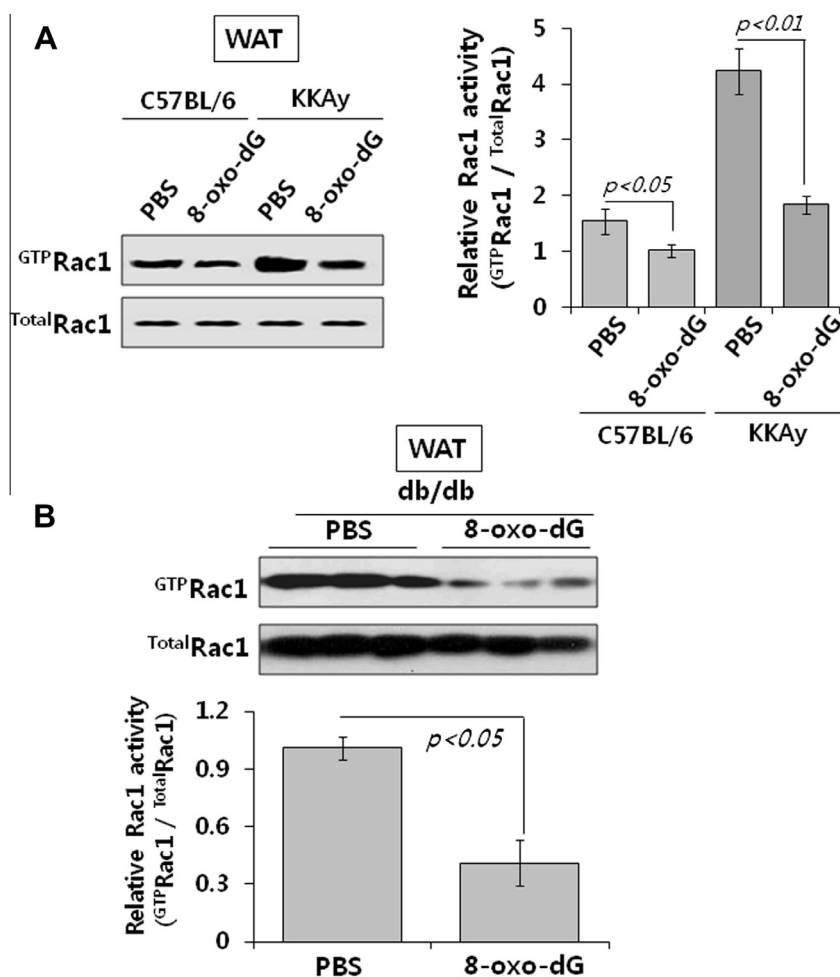 A
WAT
C57BL/6 KKAy
PBS 8-oxo-dG PBS 8-oxo-dG
GTPRac1
TotalRac1
Relative Rac1 activity
(GTPRac1 / TotalRac1)
5
4
3
2
1
0
p<0.05
p<0.01
PBS 8-oxo-dG PBS 8-oxo-dG
C57BL/6 KKAy
B
WAT
db/db
PBS 8-oxo-dG
GTPRac1
TotalRac1
Relative Rac1 activity
(GTPRac1 / TotalRac1)
1.2
0.9
0.6
0.3
0
p<0.05
PBS 8-oxo-dG